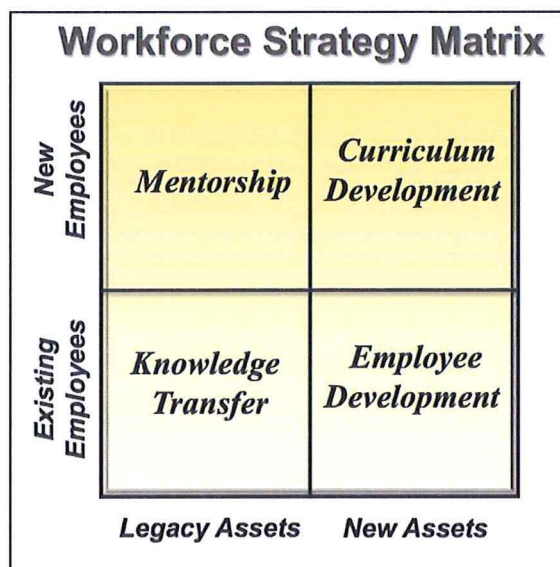 Workforce Strategy Matrix
New
Employees
Mentorship
Curriculum
Development
Existing
Employees
Knowledge
Transfer
Employee
Development
Legacy Assets
New Assets